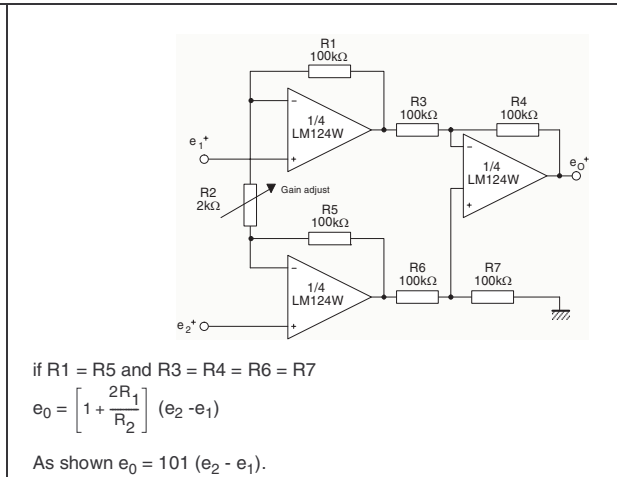 R1
100kΩ
R3
100kΩ
R4
100kΩ
1/4
LM124W
e1+
eO+
1/4
LM124W
R2
2kΩ
Gain adjust
R5
100kΩ
R6
100kΩ
R7
100kΩ
1/4
LM124W
e2+
if R1 = R5 and R3 = R4 = R6 = R7
e0 = [1 + 2R1/R2] (e2 -e1)
As shown e0 = 101 (e2 - e1).